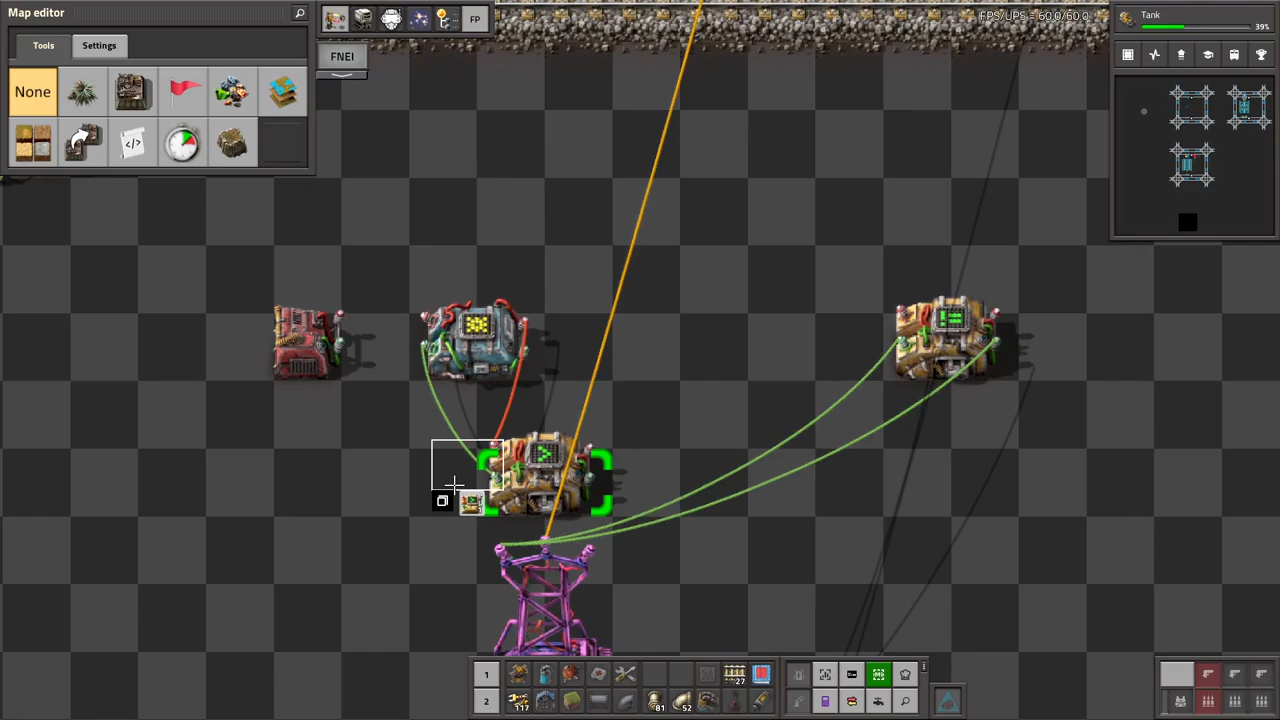 Map editor
Tools
Settings
None
</>
FP
FNEI
FPS/UPS = 60.0/60.0
Tank
39%
1
27
2
117
81
52